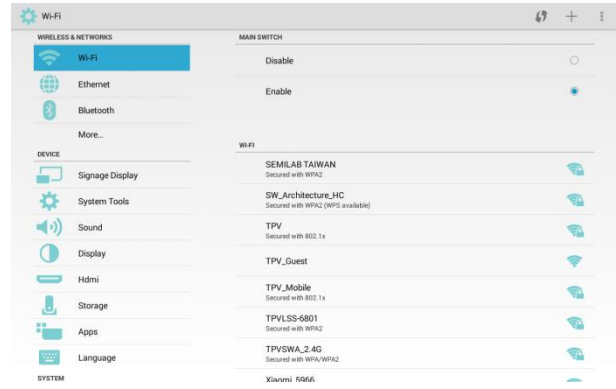 Wi-Fi
WIRELESS & NETWORKS
Wi-Fi
Ethernet
Bluetooth
More...
DEVICE
Signage Display
System Tools
Sound
Display
Hdmi
Storage
Apps
Language
SYSTEM
MAIN SWITCH
Disable
Enable
WI-FI
SEMILAB TAIWAN
Secured with WPA2
SW_Architecture_HC
Secured with WPA2 (WPS available)
TPV
Secured with 802.1x
TPV_Guest
TPV_Mobile
Secured with 802.1x
TPVLSS-6801
Secured with WPA2
TPVSWA_2.4G
Secured with WPA/WPA2
Xiaomi_5966